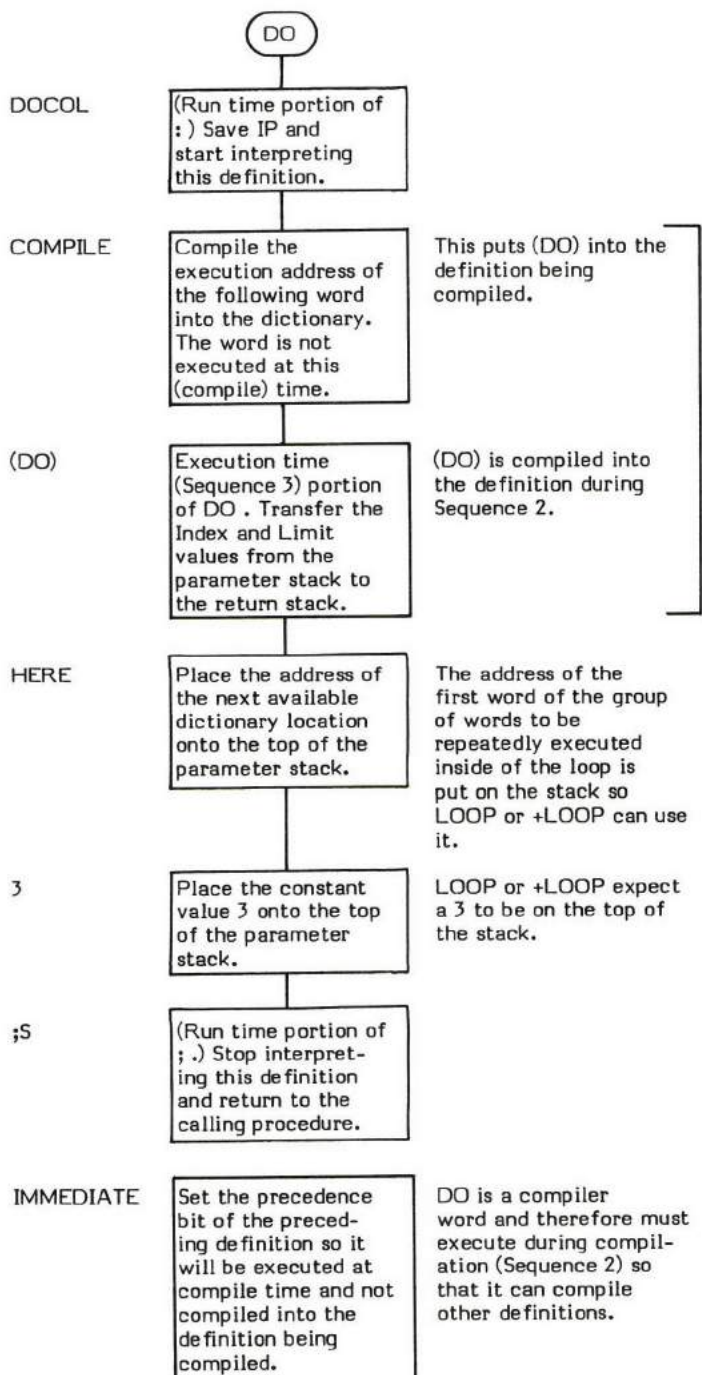 DO
DOCOL
(Run time portion of
: ) Save IP and
start interpreting
this definition.
COMPILE
Compile the
execution address of
the following word
into the dictionary.
The word is not
executed at this
(compile) time.
This puts (DO) into the
definition being
compiled.
(DO)
Execution time
(Sequence 3) portion
of DO . Transfer the
Index and Limit
values from the
parameter stack to
the return stack.
(DO) is compiled into
the definition during
Sequence 2.
HERE
Place the address of
the next available
dictionary location
onto the top of the
parameter stack.
The address of the
first word of the group
of words to be
repeatedly executed
inside of the loop is
put on the stack so
LOOP or +LOOP can use
it.
3
Place the constant
value 3 onto the top
of the parameter
stack.
LOOP or +LOOP expect
a 3 to be on the top of
the stack.
;S
(Run time portion of
; .) Stop interpret-
ing this definition
and return to the
calling procedure.
IMMEDIATE
Set the precedence
bit of the preced-
ing definition so it
will be executed at
compile time and not
compiled into the
definition being
compiled.
DO is a compiler
word and therefore must
execute during compil-
ation (Sequence 2) so
that it can compile
other definitions.